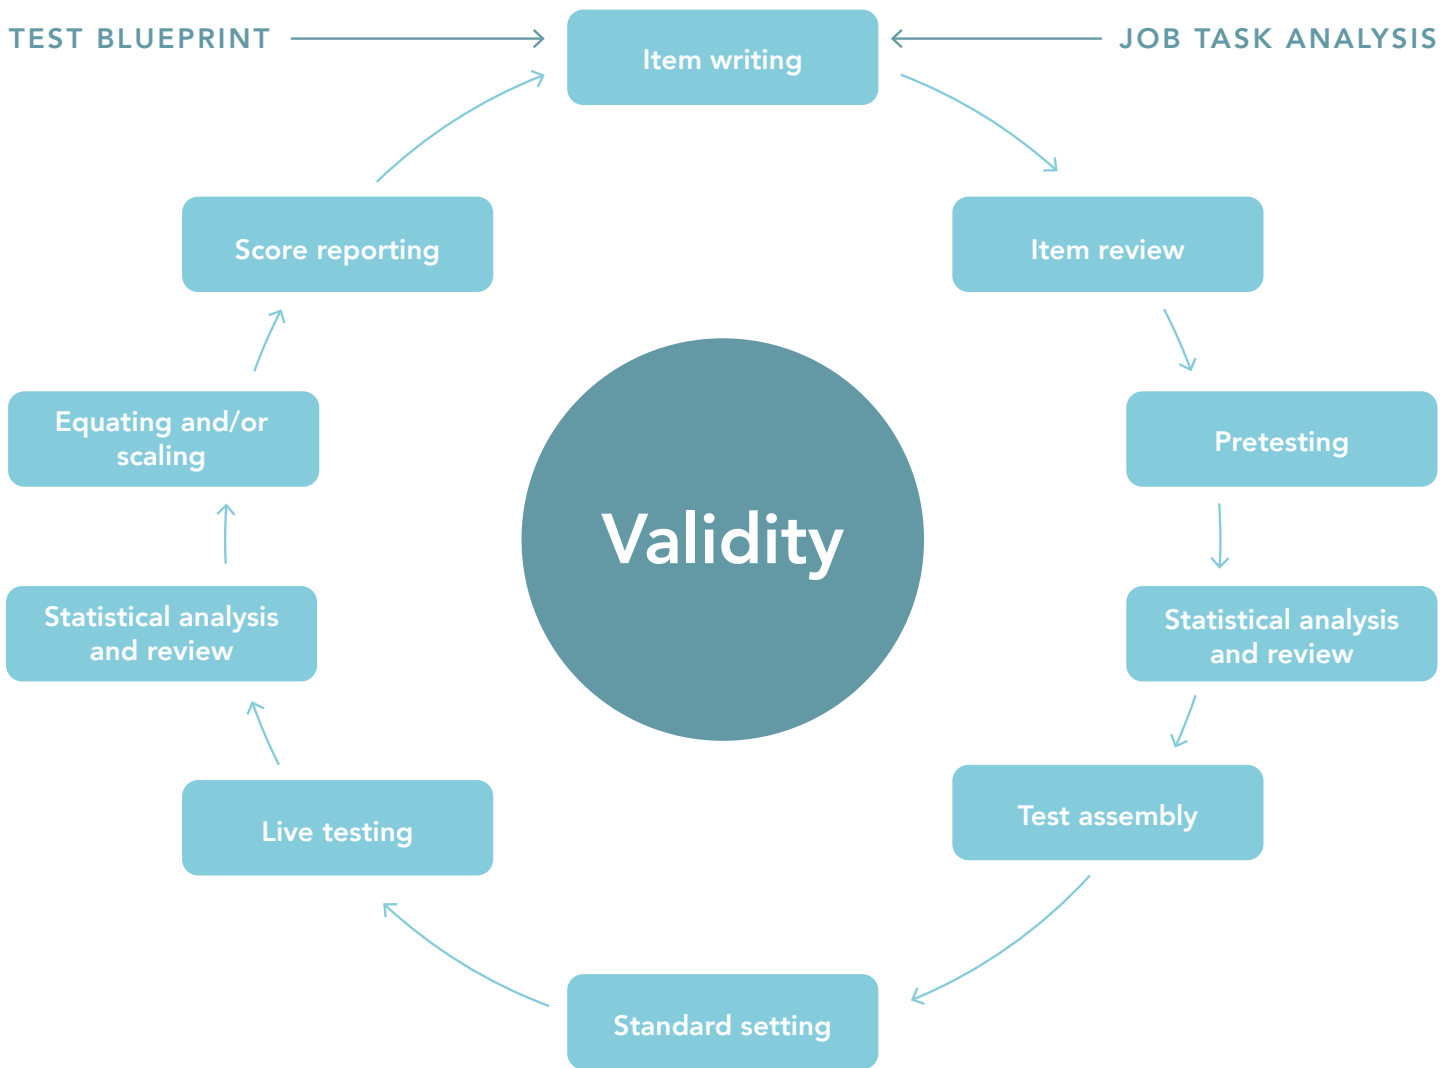 TEST BLUEPRINT
JOB TASK ANALYSIS
Item writing
Item review
Pretesting
Statistical analysis
and review
Test assembly
Standard setting
Live testing
Statistical analysis
and review
Equating and/or
scaling
Score reporting
Validity